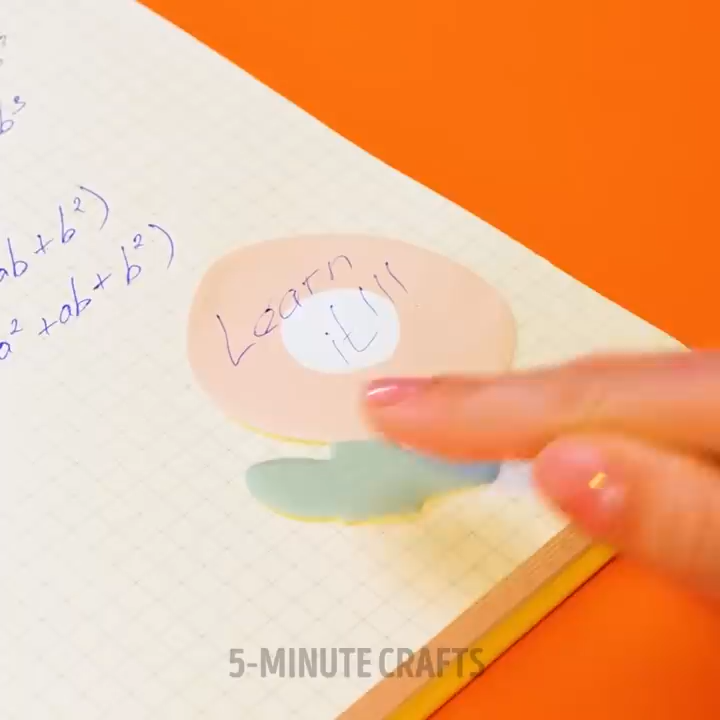 b³
ab + b²)
a² + ab + b²)
Learn
it!!!
5-MINUTE CRAFTS